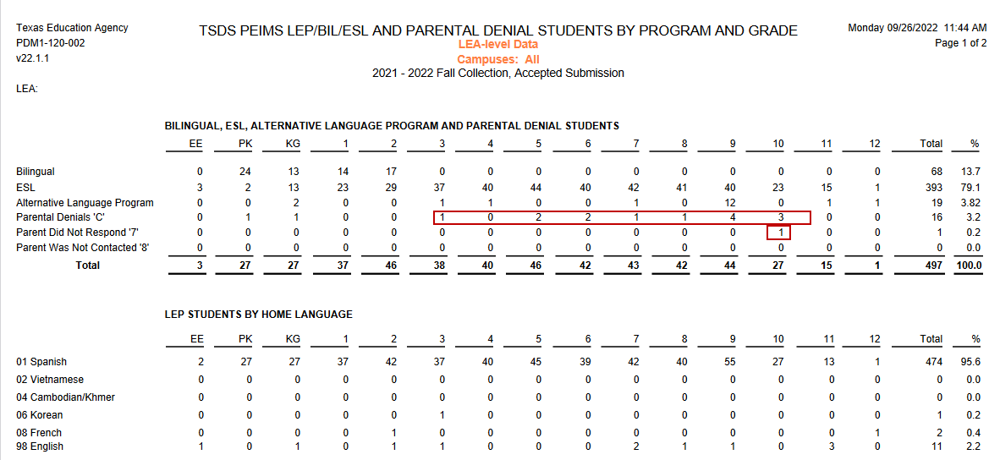 Texas Education Agency
PDM1-120-002
v22.1.1
TSDS PEIMS LEP/BIL/ESL AND PARENTAL DENIAL STUDENTS BY PROGRAM AND GRADE
LEA-level Data
Campuses: All
2021 - 2022 Fall Collection, Accepted Submission
Monday 09/26/2022 11:44 AM
Page 1 of 2
LEA:
BILINGUAL, ESL, ALTERNATIVE LANGUAGE PROGRAM AND PARENTAL DENIAL STUDENTS
EE PK KG 1 2 3 4 5 6 7 8 9 10 11 12 Total %
Bilingual 0 24 13 14 17 0 0 0 0 0 0 0 0 0 0 68 13.7
ESL 3 2 13 23 29 37 40 44 40 42 41 40 23 15 1 393 79.1
Alternative Language Program 0 0 2 0 0 1 1 0 0 1 0 12 0 1 1 19 3.82
Parental Denials 'C' 0 1 1 0 0 1 0 2 2 1 1 4 3 0 0 16 3.2
Parent Did Not Respond '7' 0 0 0 0 0 0 0 0 0 0 0 0 1 0 0 1 0.2
Parent Was Not Contacted '8' 0 0 0 0 0 0 0 0 0 0 0 0 0 0 0 0 0.0
Total 3 27 27 37 46 38 40 46 42 43 42 44 27 15 1 497 100.0
LEP STUDENTS BY HOME LANGUAGE
EE PK KG 1 2 3 4 5 6 7 8 9 10 11 12 Total %
01 Spanish 2 27 27 37 42 37 40 45 39 42 40 55 27 13 1 474 95.6
02 Vietnamese 0 0 0 0 0 0 0 0 0 0 0 0 0 0 0 0 0.0
04 Cambodian/Khmer 0 0 0 0 0 0 0 0 0 0 0 0 0 0 0 0 0.0
06 Korean 0 0 0 0 0 1 0 0 0 0 0 0 0 0 0 1 0.2
08 French 0 0 0 0 1 0 0 0 0 0 0 0 0 0 1 2 0.4
98 English 1 0 1 0 1 1 0 0 0 2 1 1 0 3 0 11 2.2